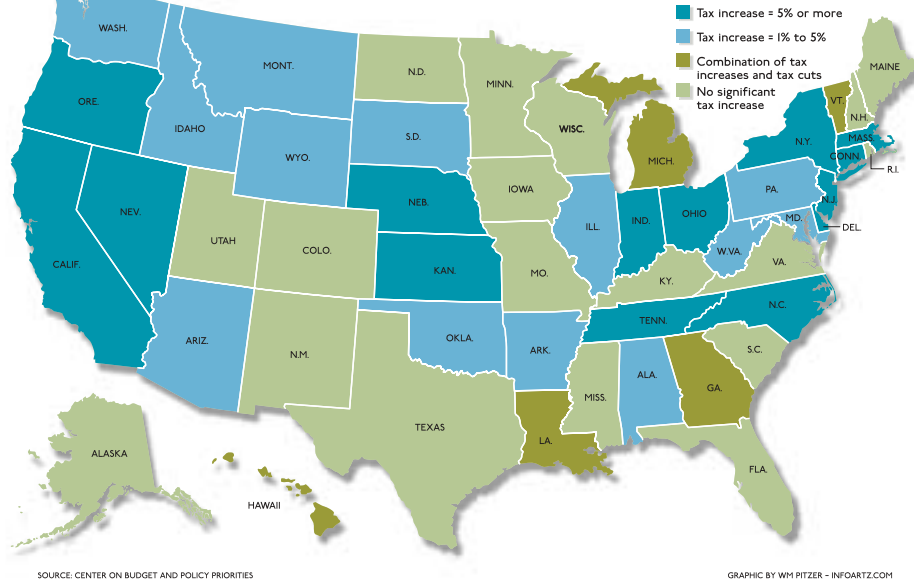 Tax increase = 5% or more
Tax increase = 1% to 5%
Combination of tax
increases and tax cuts
No significant
tax increase
WASH.
MONT.
N.D.
MINN.
MAINE
ORE.
IDAHO
S.D.
WISC.
VT.
N.H.
WYO.
MICH.
N.Y.
MASS.
CONN.
R.I.
NEV.
NEB.
IOWA
PA.
N.J.
UTAH
COLO.
ILL.
IND.
OHIO
MD.
DEL.
CALIF.
KAN.
MO.
W.VA.
VA.
KY.
ARIZ.
N.M.
OKLA.
ARK.
TENN.
N.C.
S.C.
TEXAS
LA.
MISS.
ALA.
GA.
FLA.
ALASKA
HAWAII
SOURCE: CENTER ON BUDGET AND POLICY PRIORITIES
GRAPHIC BY WM PITZER – INFOARTZ.COM